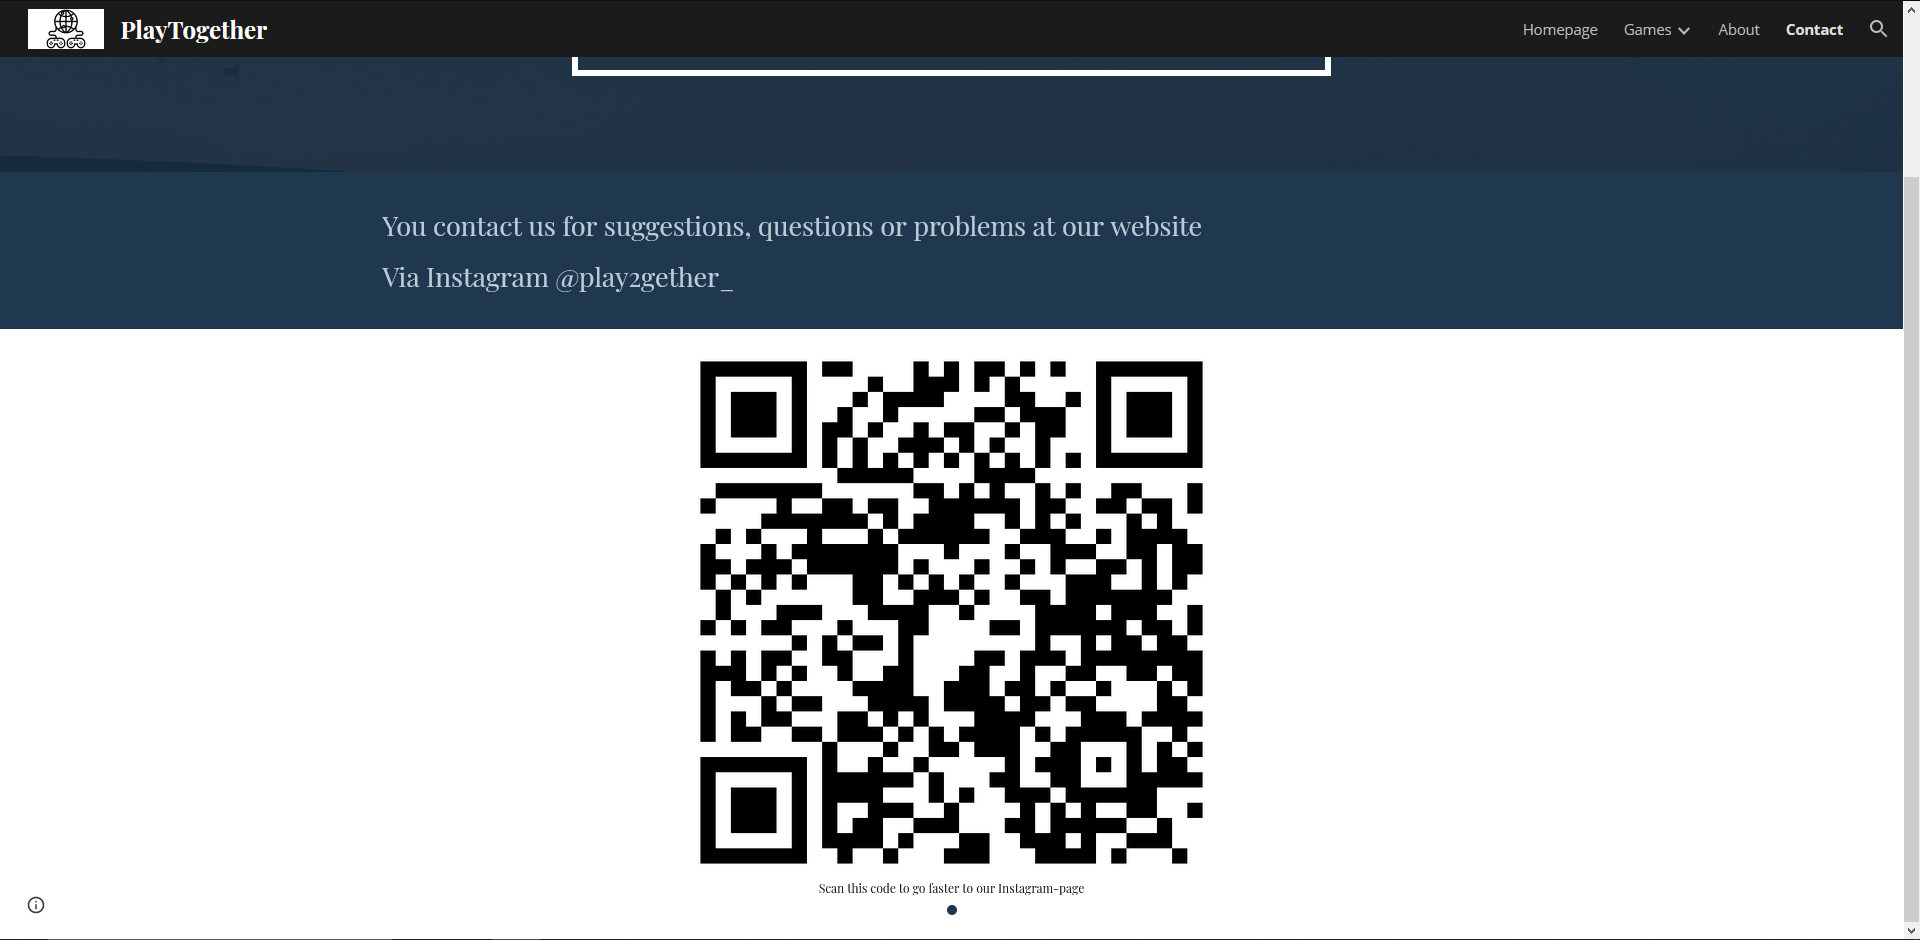 PlayTogether
Homepage
Games
About
Contact
You contact us for suggestions, questions or problems at our website
Via Instagram @play2gether_
Scan this code to go faster to our Instagram-page